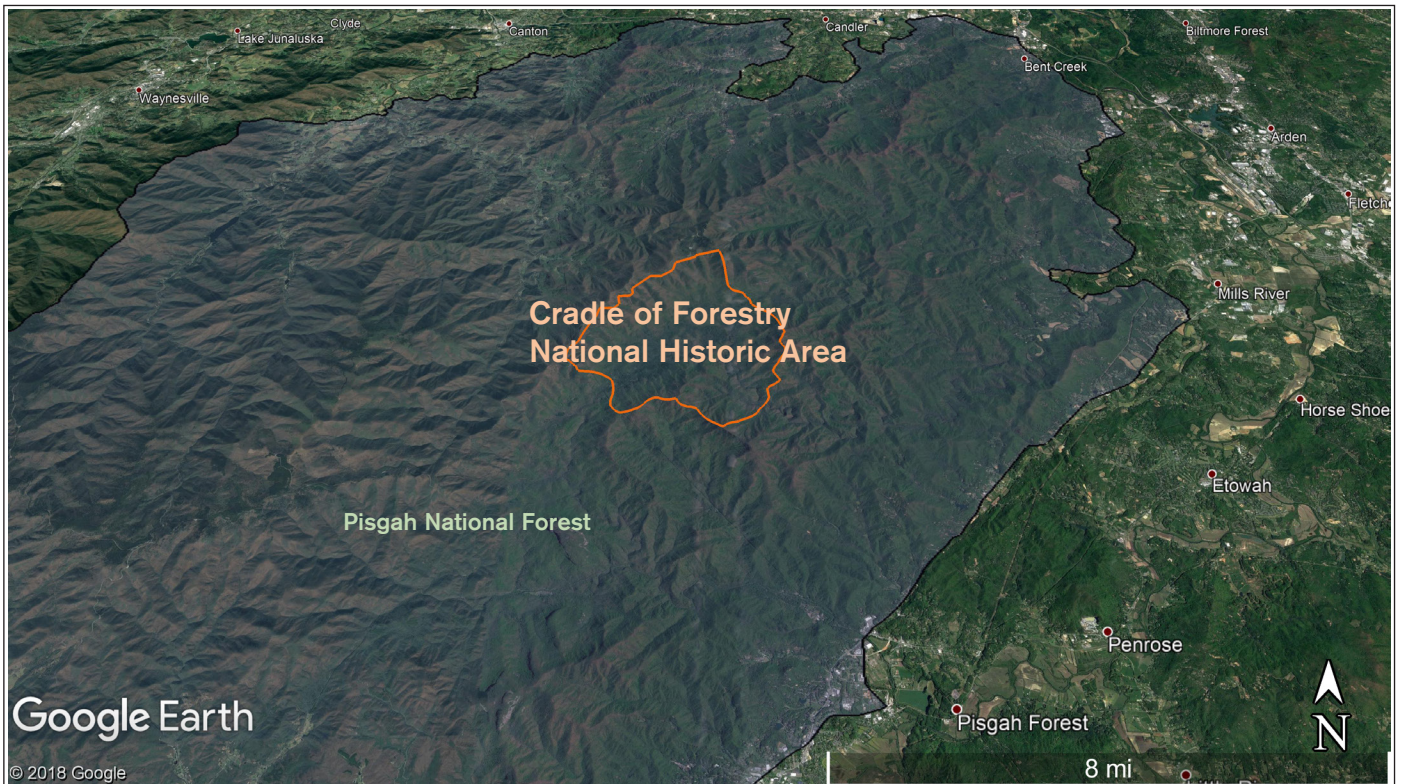 Clyde
Lake Junaluska
Canton
Candler
Biltmore Forest
Bent Creek
Waynesville
Arden
Fletch
Mills River
Cradle of Forestry
National Historic Area
Horse Shoe
Etowah
Pisgah National Forest
Penrose
Google Earth
Pisgah Forest
N
© 2018 Google
8 mi